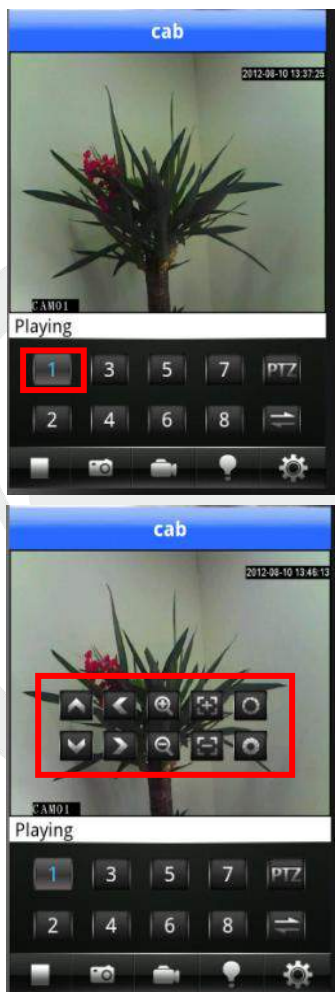 cab
2012-08-10 13:37:25
CAM01
Playing
1 3 5 7 PTZ
2 4 6 8
cab
2012-08-10 13:46:13
CAM01
Playing
1 3 5 7 PTZ
2 4 6 8